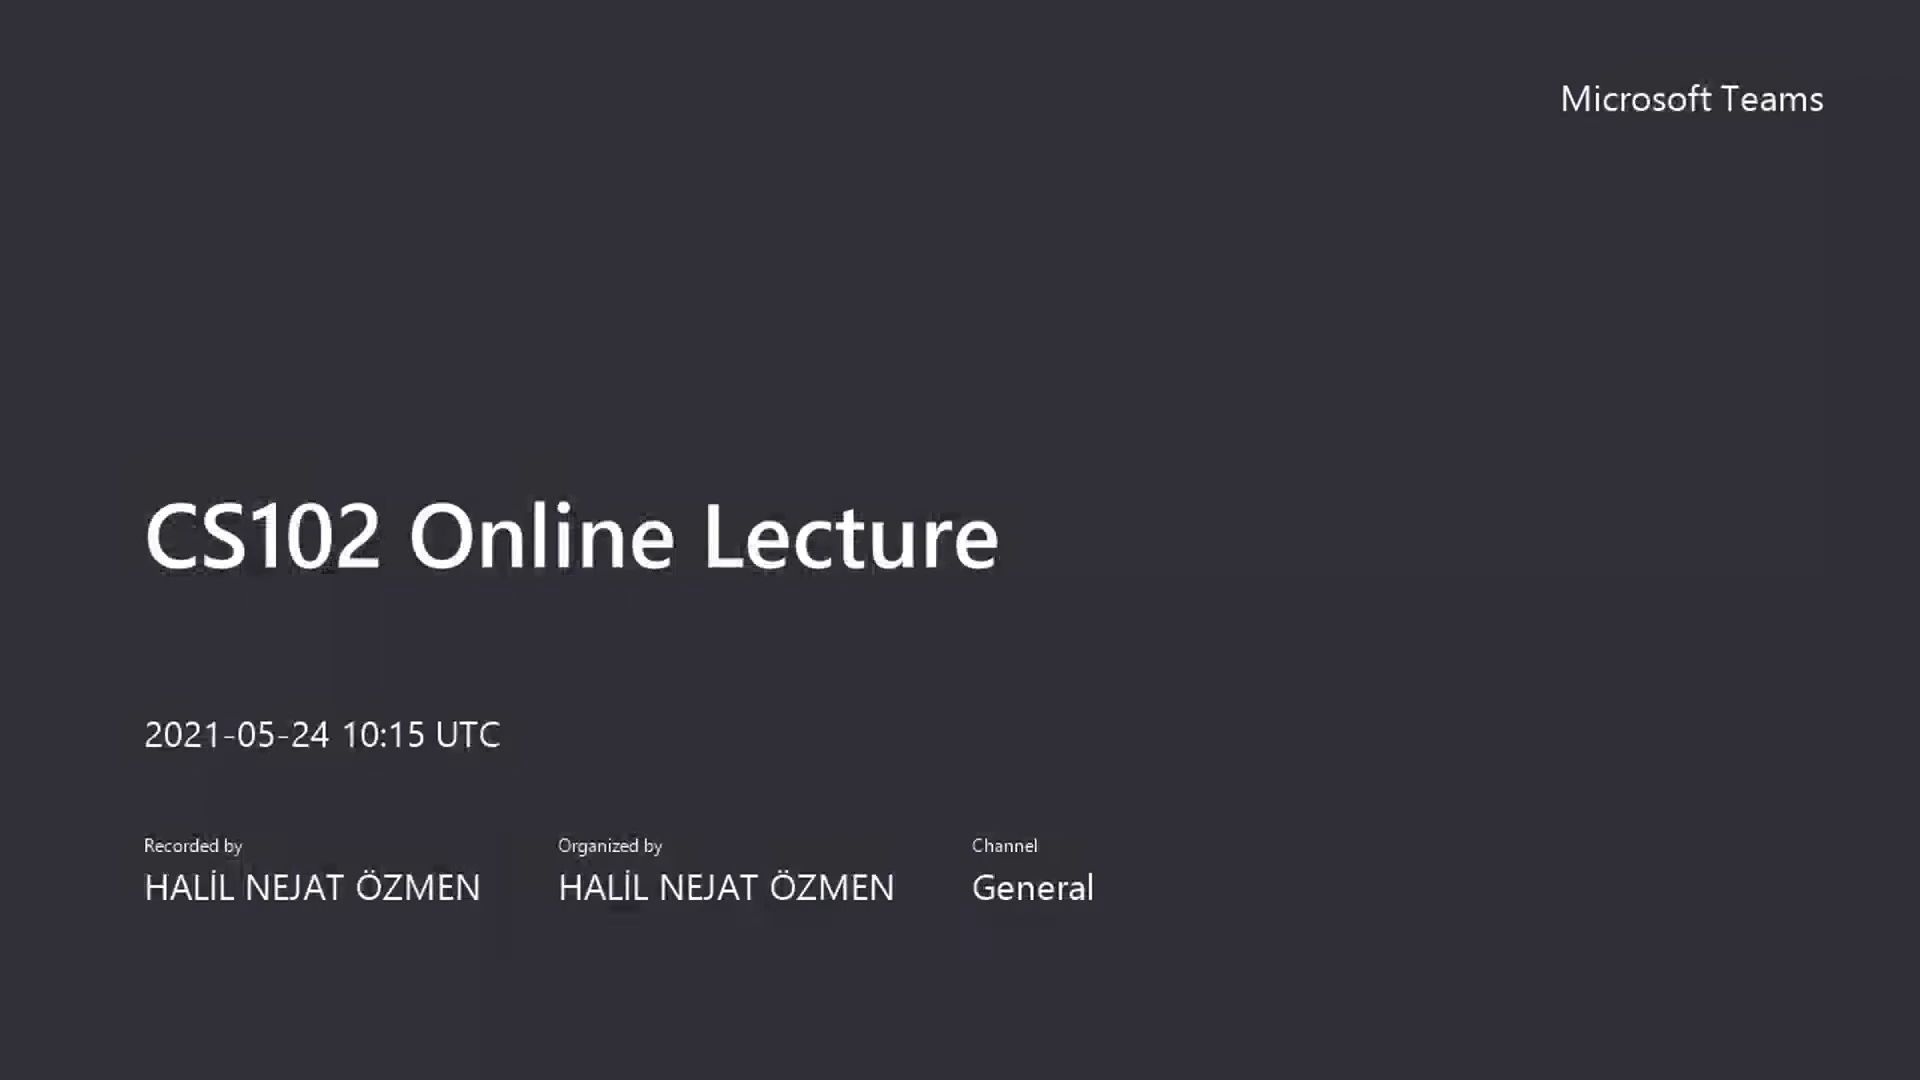 Microsoft Teams
CS102 Online Lecture
2021-05-24 10:15 UTC
Recorded by
HALİL NEJAT ÖZMEN
Organized by
HALİL NEJAT ÖZMEN
Channel
General